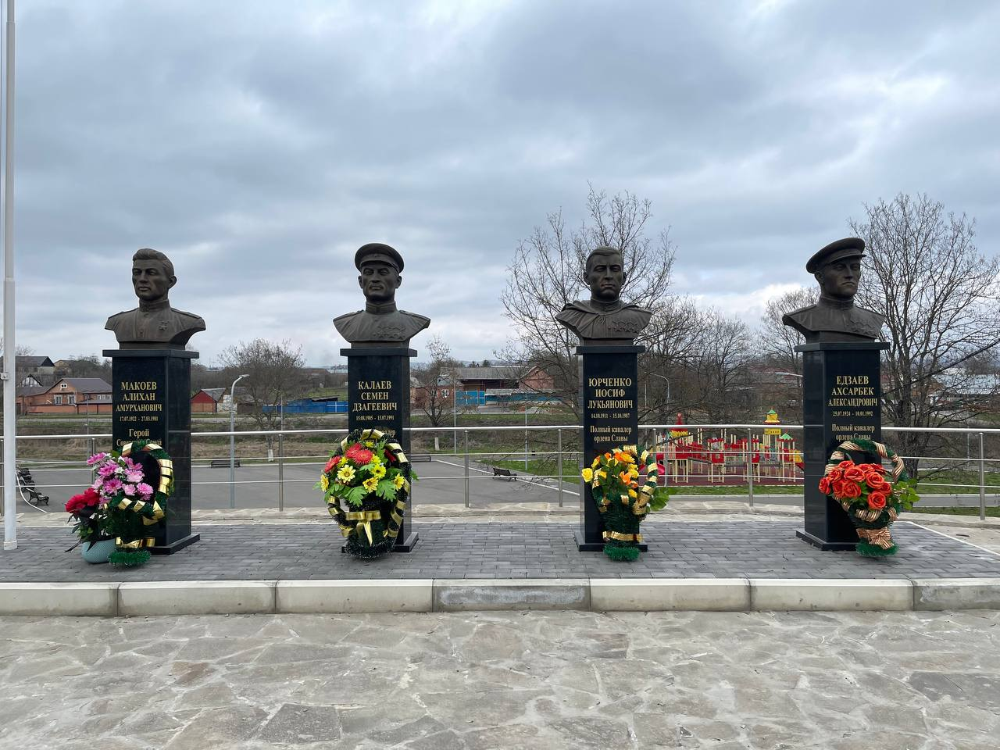 МАКОЕВ
АЛИХАН
АМУРХАНОВИЧ
17.07.1922 - 27.03.1981
Герой
КАЛАЕВ
СЕМЕН
ДЗАГЕЕВИЧ
15.08.1905 - 13.07.1991
ЮРЧЕНКО
ИОСИФ
ЛУКЬЯНОВИЧ
14.10.1911 - 15.10.1987
Полный кавалер
ордена Славы
ЕДЗАЕВ
АХСАРБЕК
АЛЕКСАНДРОВИЧ
25.07.1924 - 10.01.1992
Полный кавалер
ордена Славы